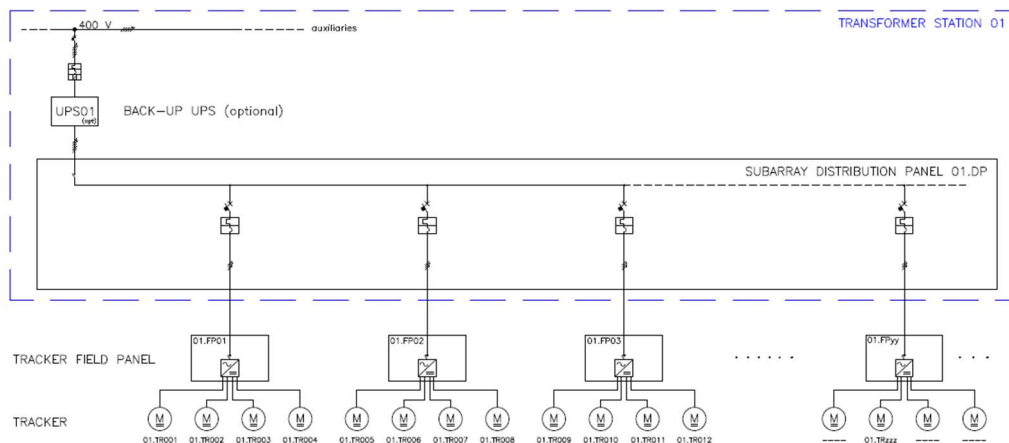 400 V
auxiliaries
TRANSFORMER STATION 01
UPS01
(opt)
BACK-UP UPS (optional)
SUBARRAY DISTRIBUTION PANEL 01.DP
01.FP01
01.FP02
01.FP03
01.FPyy
TRACKER FIELD PANEL
TRACKER
M M M M M M M M M M M M M M M M
01.TR001 01.TR002 01.TR003 01.TR004 01.TR005 01.TR006 01.TR007 01.TR008 01.TR009 01.TR010 01.TR011 01.TR012 01.TRzzz